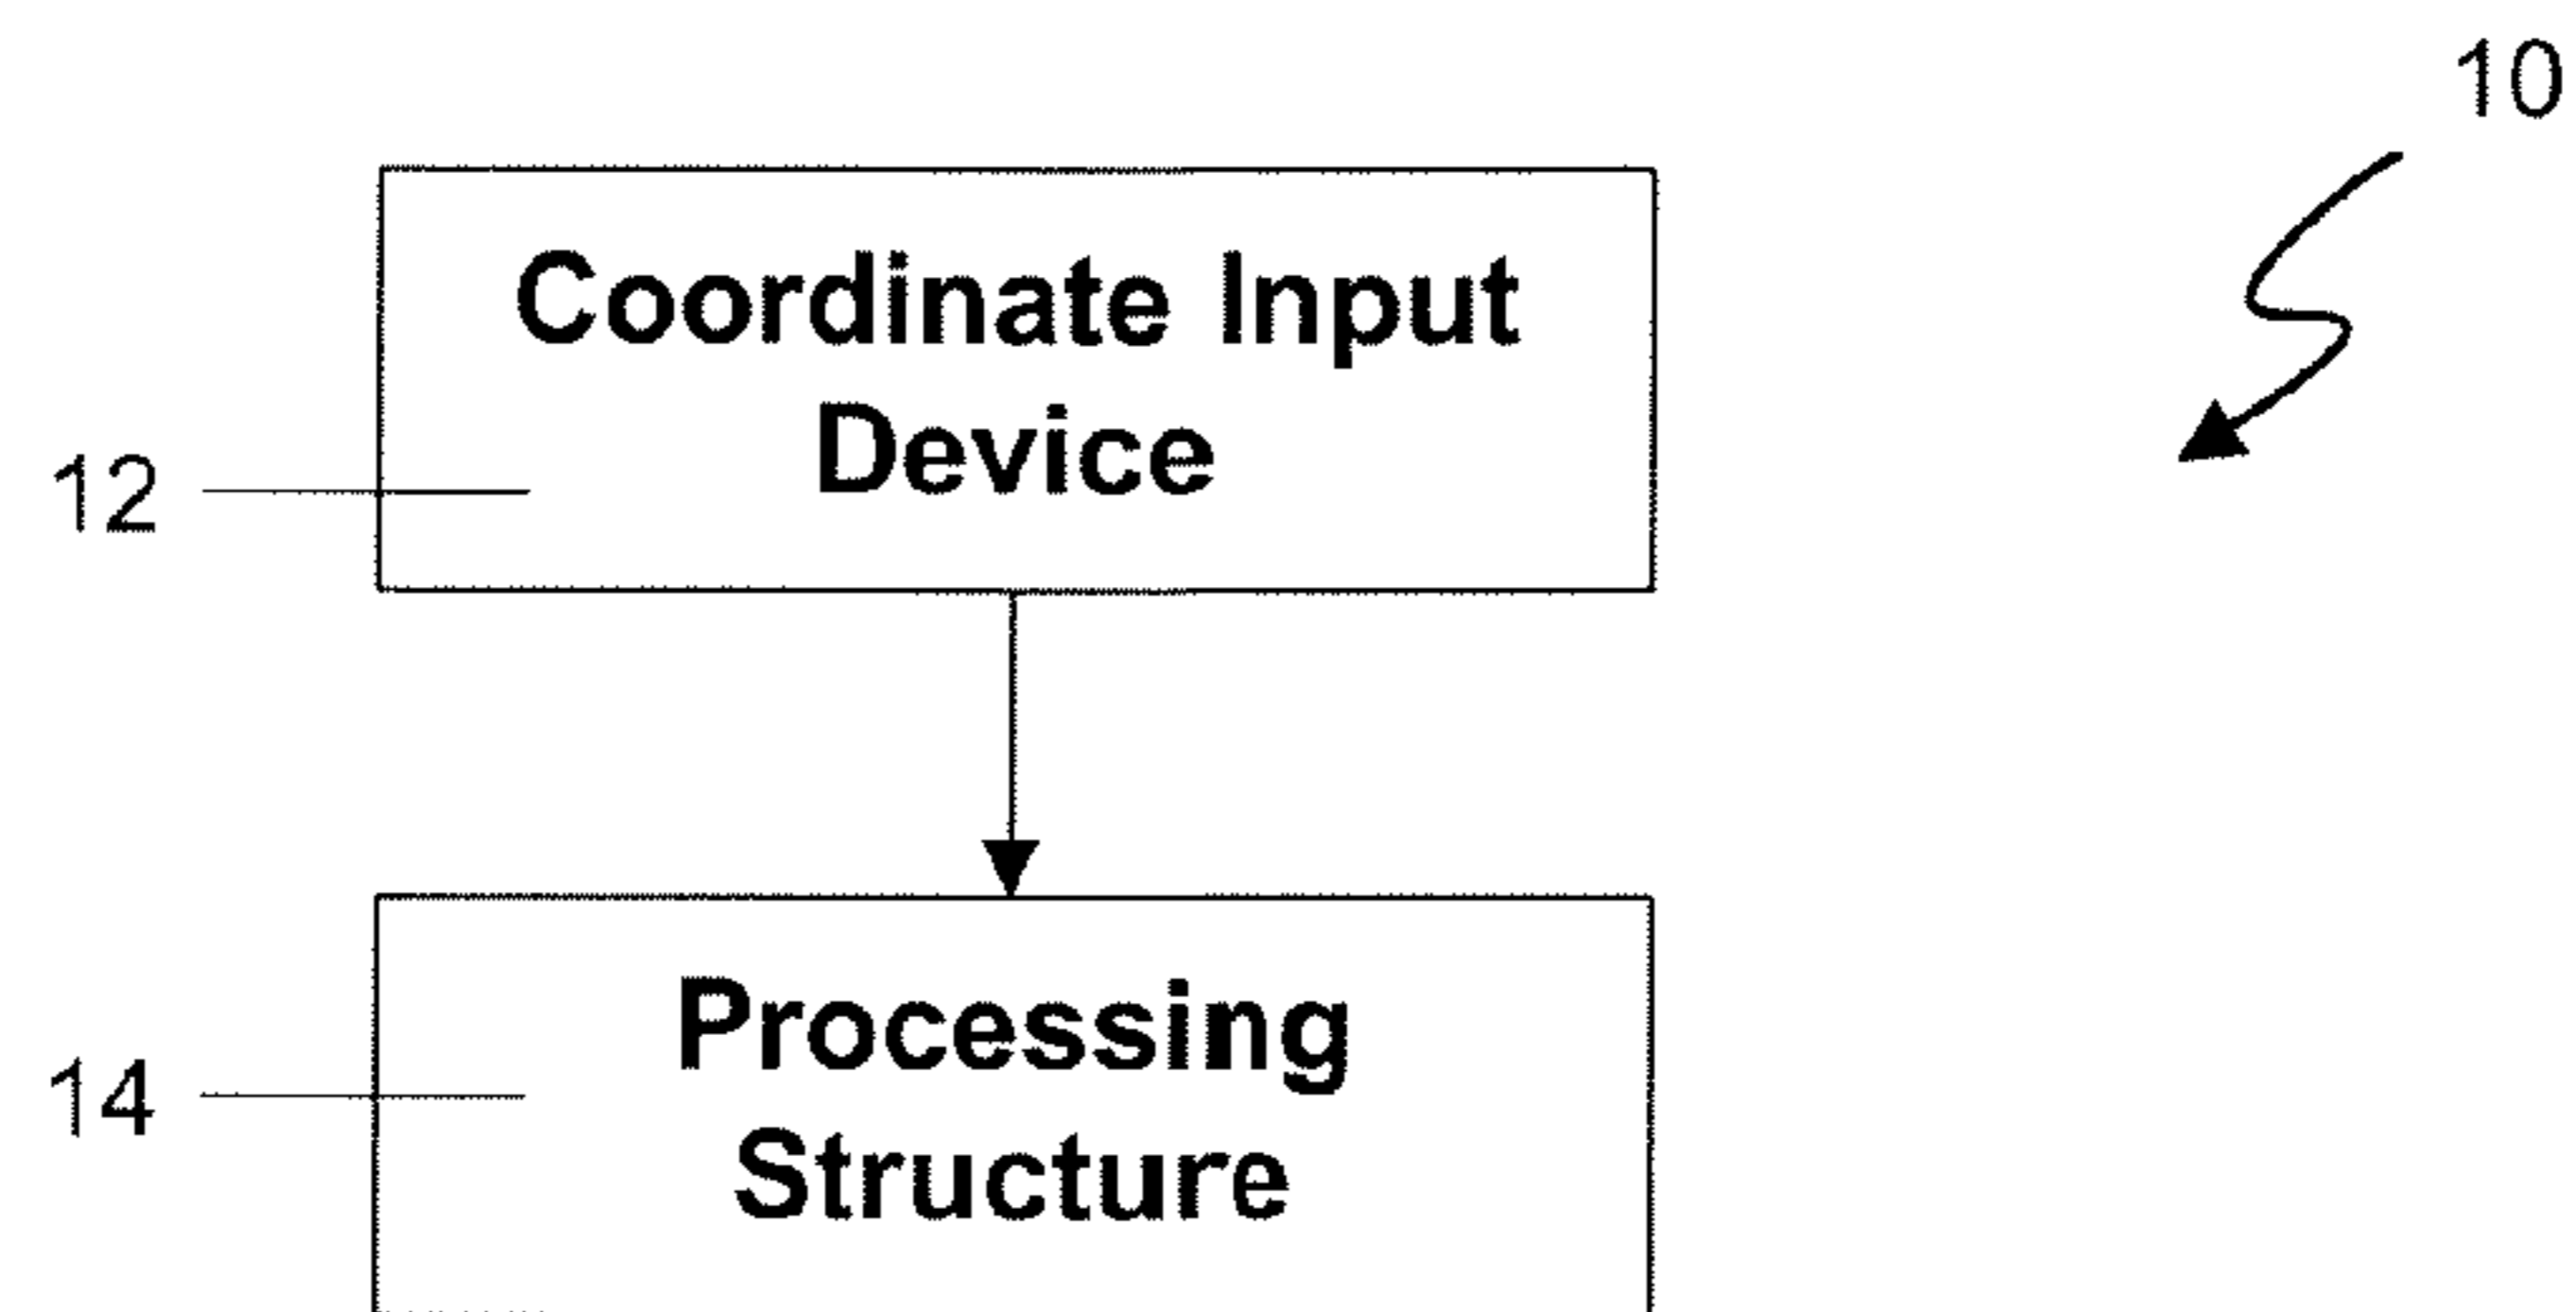 10
Coordinate Input
Device
12
Processing
Structure
14